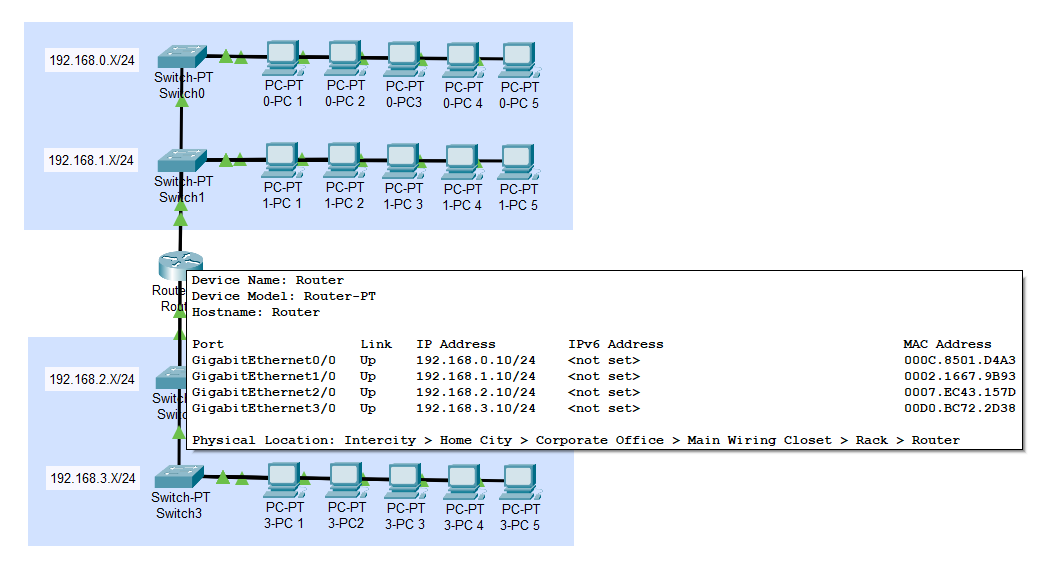 192.168.0.X/24
Switch-PT
Switch0
PC-PT
0-PC 1
PC-PT
0-PC 2
PC-PT
0-PC3
PC-PT
0-PC 4
PC-PT
0-PC 5
192.168.1.X/24
Switch-PT
Switch1
PC-PT
1-PC 1
PC-PT
1-PC 2
PC-PT
1-PC 3
PC-PT
1-PC 4
PC-PT
1-PC 5
Device Name: Router
Device Model: Router-PT
Hostname: Router
Port Link IP Address IPv6 Address MAC Address
GigabitEthernet0/0 Up 192.168.0.10/24 <not set> 000C.8501.D4A3
GigabitEthernet1/0 Up 192.168.1.10/24 <not set> 0002.1667.9B93
GigabitEthernet2/0 Up 192.168.2.10/24 <not set> 0007.EC43.157D
GigabitEthernet3/0 Up 192.168.3.10/24 <not set> 00D0.BC72.2D38
Physical Location: Intercity > Home City > Corporate Office > Main Wiring Closet > Rack > Router
192.168.2.X/24
192.168.3.X/24
Switch-PT
Switch3
PC-PT
3-PC 1
PC-PT
3-PC2
PC-PT
3-PC 3
PC-PT
3-PC 4
PC-PT
3-PC 5